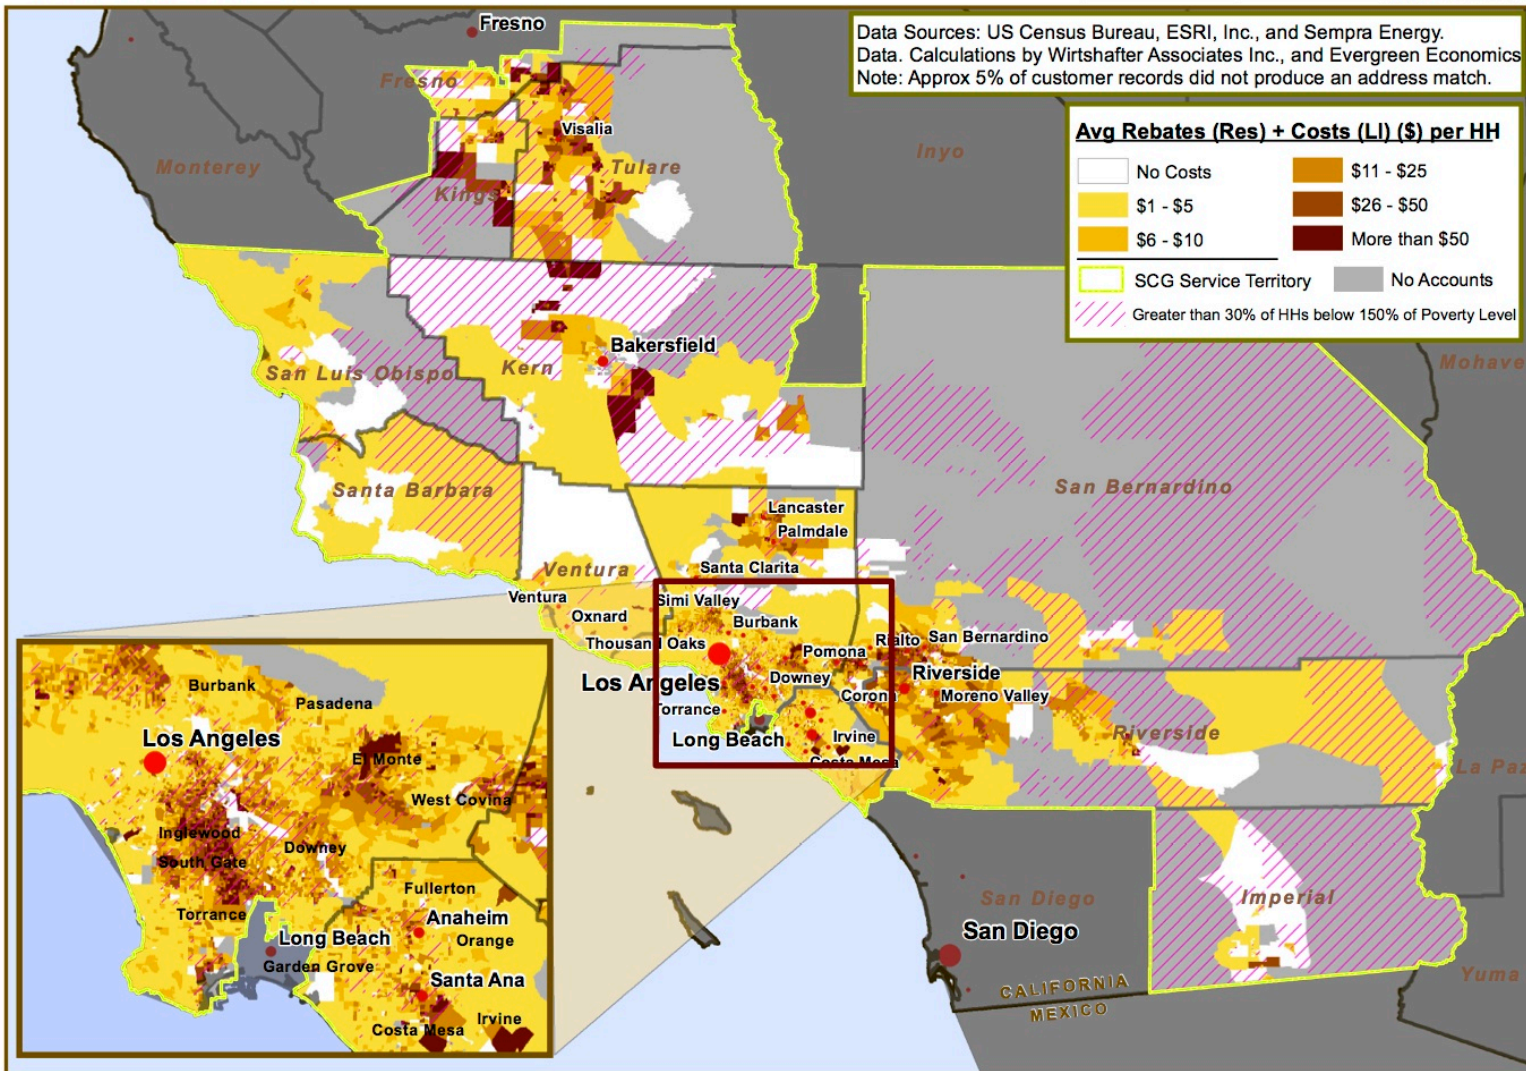 Data Sources: US Census Bureau, ESRI, Inc., and Sempra Energy.
Data. Calculations by Wirtshafter Associates Inc., and Evergreen Economics
Note: Approx 5% of customer records did not produce an address match.
Avg Rebates (Res) + Costs (LI) ($) per HH
No Costs
$11 - $25
$1 - $5
$26 - $50
$6 - $10
More than $50
SCG Service Territory
No Accounts
Greater than 30% of HHs below 150% of Poverty Level
Fresno
Fresno
Visalia
Monterey
Tulare
Inyo
Kings
Bakersfield
San Luis Obispo
Kern
Mohave
Santa Barbara
San Bernardino
Lancaster
Palmdale
Ventura
Santa Clarita
Ventura
Simi Valley
Oxnard
Burbank
Thousand Oaks
Rialto
San Bernardino
Pomona
Los Angeles
Downey
Riverside
Corona
Moreno Valley
Torrance
Long Beach
Irvine
Riverside
Costa Mesa
La Paz
San Diego
Imperial
San Diego
Yuma
CALIFORNIA
MEXICO
Burbank
Pasadena
Los Angeles
El Monte
West Covina
Inglewood
Downey
South Gate
Fullerton
Torrance
Anaheim
Long Beach
Orange
Garden Grove
Santa Ana
Irvine
Costa Mesa